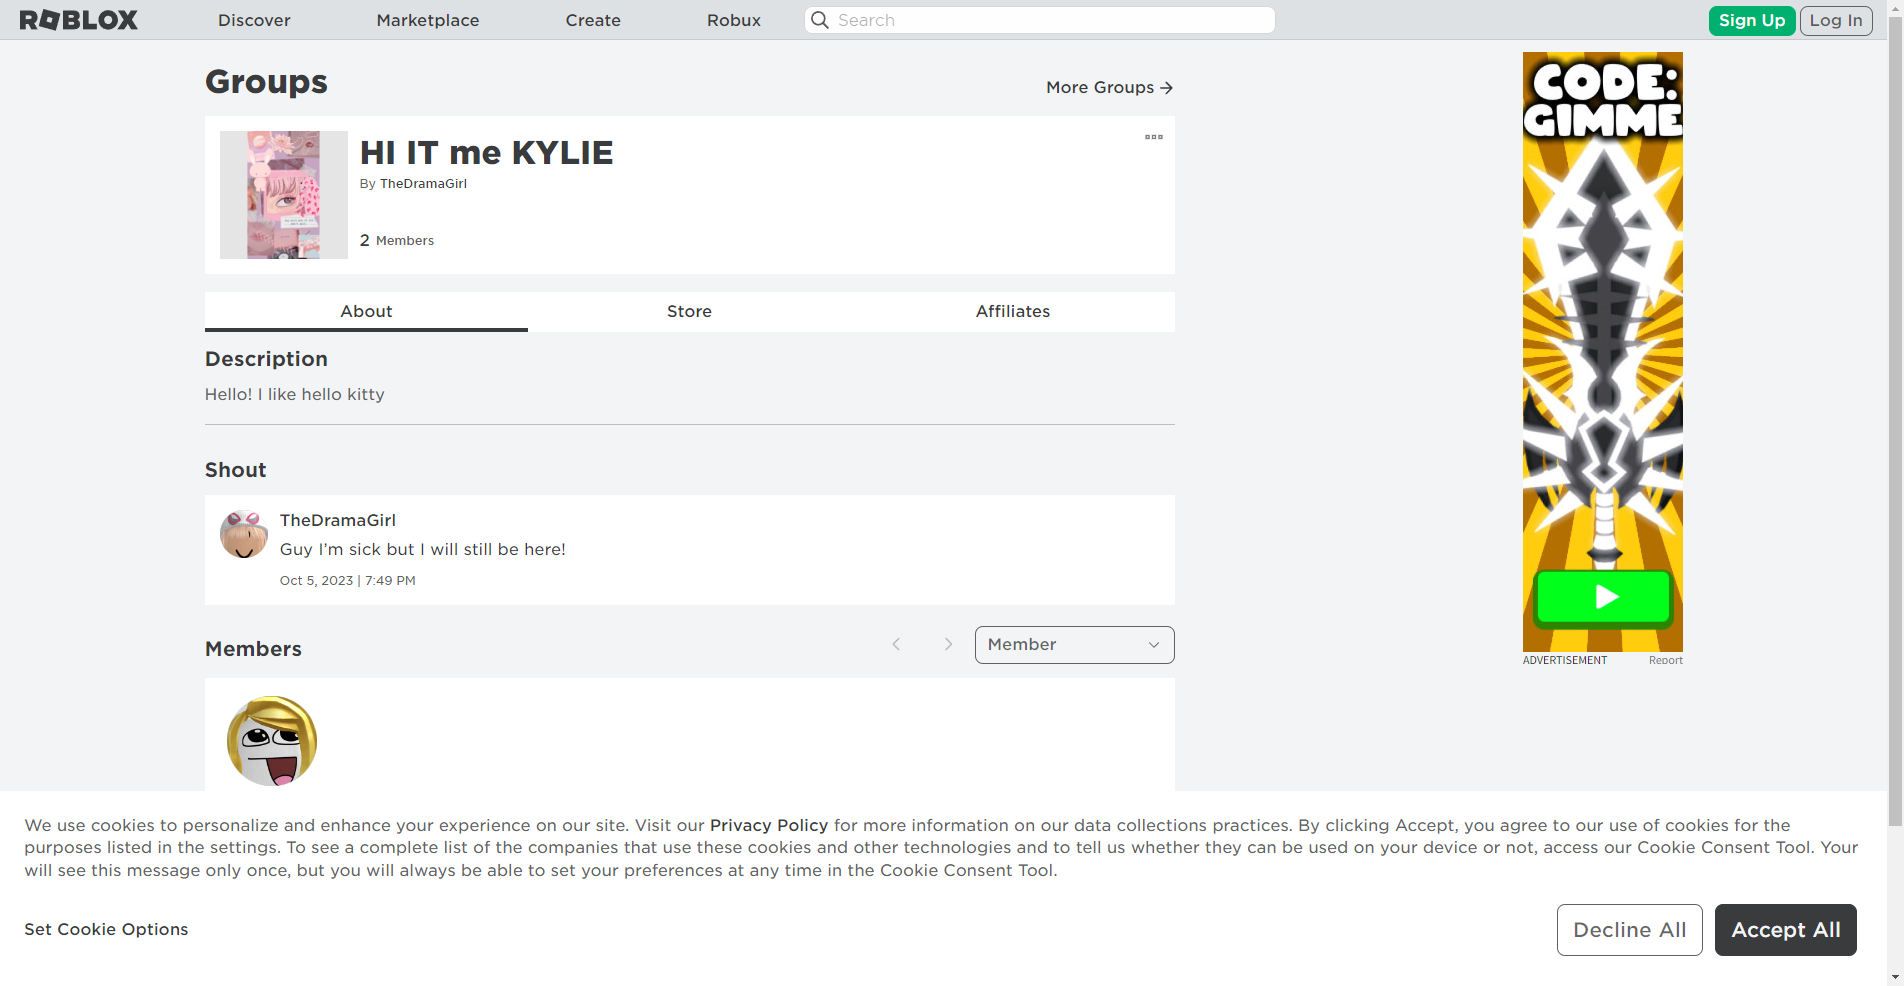 ROBLOX
Discover
Marketplace
Create
Robux
Search
Sign Up
Log In
Groups
More Groups
HI IT me KYLIE
By TheDramaGirl
2 Members
About
Store
Affiliates
Description
Hello! I like hello kitty
Shout
TheDramaGirl
Guy I'm sick but I will still be here!
Oct 5, 2023 | 7:49 PM
Members
Member
CODE:
GIMME
ADVERTISEMENT
Report
We use cookies to personalize and enhance your experience on our site. Visit our Privacy Policy for more information on our data collections practices. By clicking Accept, you agree to our use of cookies for the
purposes listed in the settings. To see a complete list of the companies that use these cookies and other technologies and to tell us whether they can be used on your device or not, access our Cookie Consent Tool. Your
will see this message only once, but you will always be able to set your preferences at any time in the Cookie Consent Tool.
Set Cookie Options
Decline All
Accept All